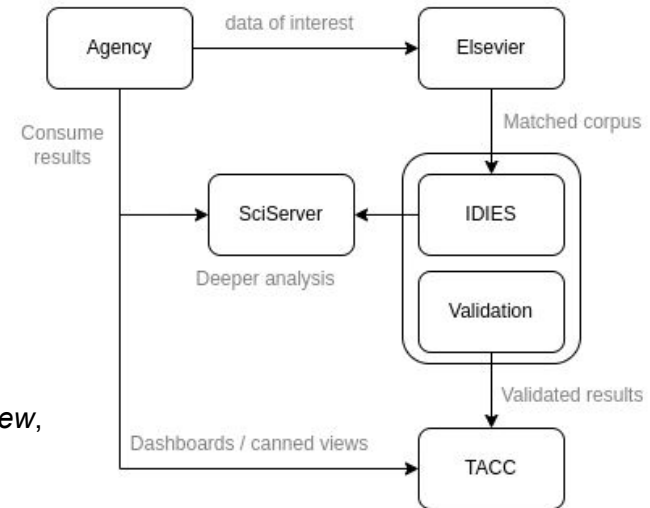 Agency
data of interest
Elsevier
Consume
results
Matched corpus
SciServer
IDIES
Deeper analysis
Validation
Validated results
ew,
Dashboards / canned views
TACC